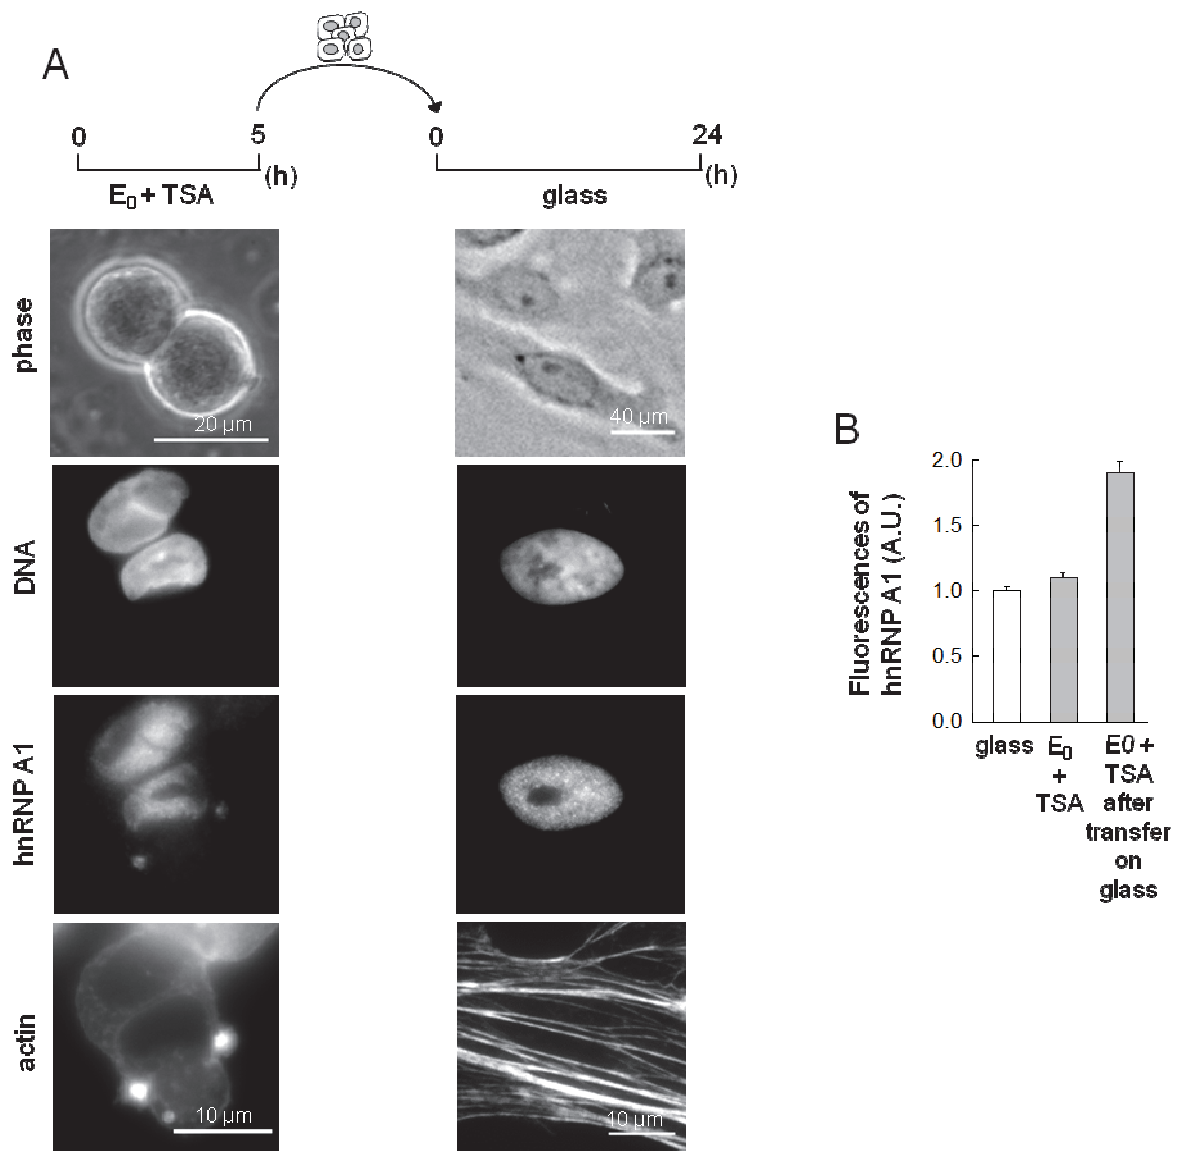 A
0
5
(h)
E0 + TSA
0
24
(h)
glass
phase
20 µm
40 µm
DNA
hnRNP A1
actin
10 µm
10 µm
B
Fluorescences of
hnRNP A1 (A.U.)
2.0
1.5
1.0
0.5
0.0
glass
E0
+
TSA
E0 +
TSA
after
transfer
on
glass